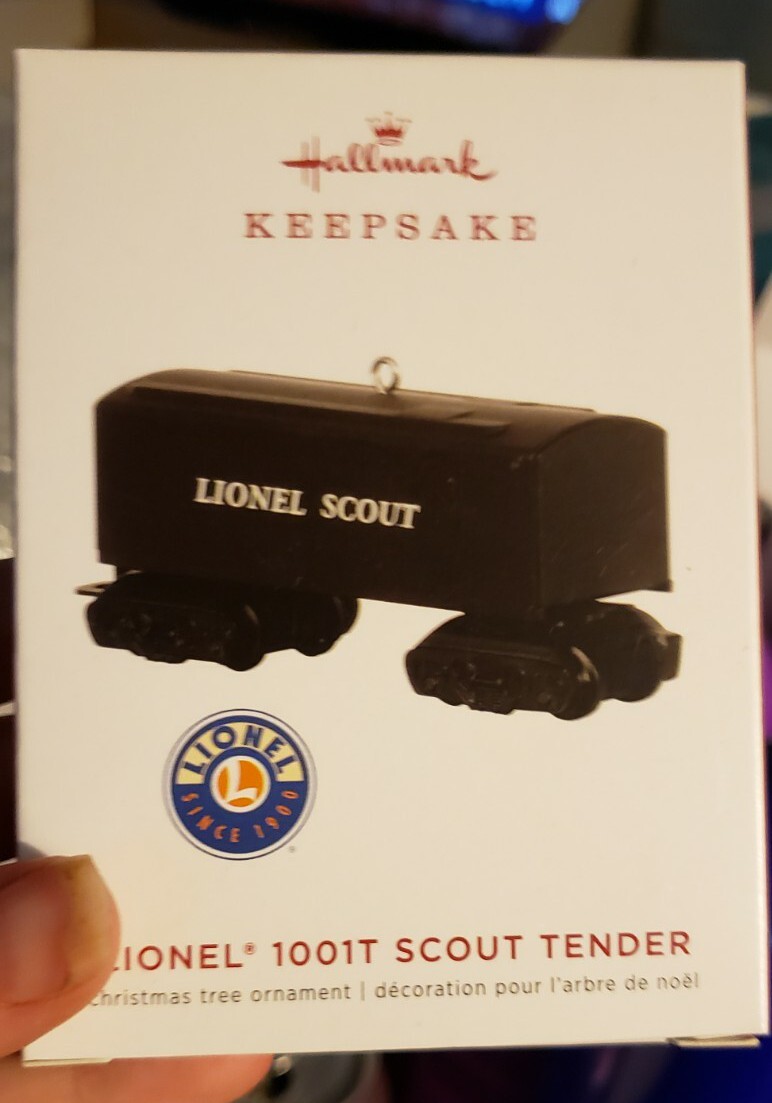 Hallmark
KEEPSAKE
LIONEL SCOUT
LIONEL
L
SINCE 1900
LIONEL® 1001T SCOUT TENDER
christmas tree ornament | décoration pour l'arbre de noël